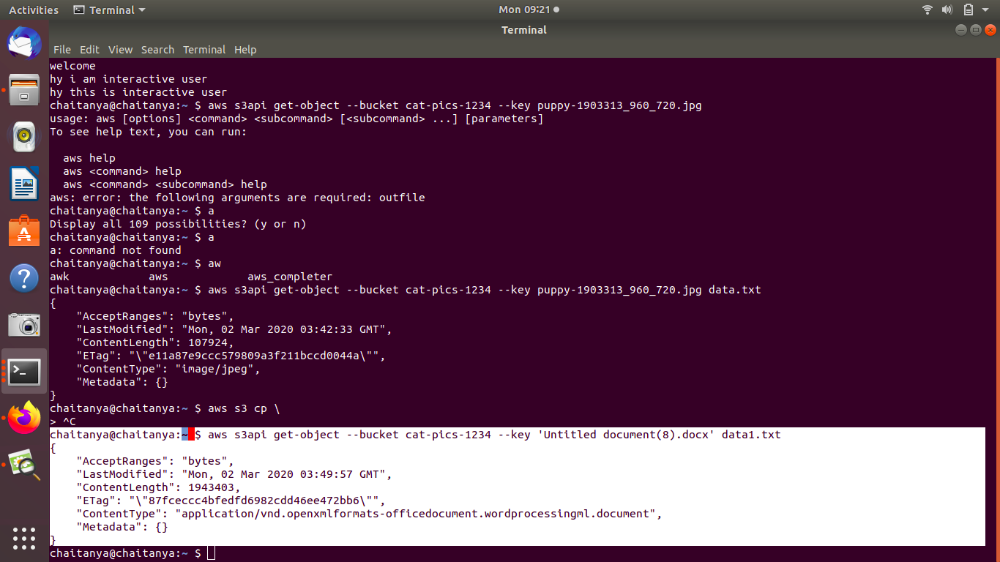 Activities Terminal Mon 09:21
Terminal
File Edit View Search Terminal Help
welcome
hy i am interactive user
hy this is interactive user
chaitanya@chaitanya:~ $ aws s3api get-object --bucket cat-pics-1234 --key puppy-1903313_960_720.jpg
usage: aws [options] <command> <subcommand> [<subcommand> ...] [parameters]
To see help text, you can run:

  aws help
  aws <command> help
  aws <command> <subcommand> help
aws: error: the following arguments are required: outfile
chaitanya@chaitanya:~ $ a
Display all 109 possibilities? (y or n)
chaitanya@chaitanya:~ $ a
a: command not found
chaitanya@chaitanya:~ $ aw
awk            aws            aws_completer
chaitanya@chaitanya:~ $ aws s3api get-object --bucket cat-pics-1234 --key puppy-1903313_960_720.jpg data.txt
{
    "AcceptRanges": "bytes",
    "LastModified": "Mon, 02 Mar 2020 03:42:33 GMT",
    "ContentLength": 107924,
    "ETag": "\"e11a87e9ccc579809a3f211bccd0044a\"",
    "ContentType": "image/jpeg",
    "Metadata": {}
}
chaitanya@chaitanya:~ $ aws s3 cp \
> ^C
chaitanya@chaitanya:~ $ aws s3api get-object --bucket cat-pics-1234 --key 'Untitled document(8).docx' data1.txt
{
    "AcceptRanges": "bytes",
    "LastModified": "Mon, 02 Mar 2020 03:49:57 GMT",
    "ContentLength": 1943403,
    "ETag": "\"87fceccc4bfedfd6982cdd46ee472bb6\"",
    "ContentType": "application/vnd.openxmlformats-officedocument.wordprocessingml.document",
    "Metadata": {}
}
chaitanya@chaitanya:~ $